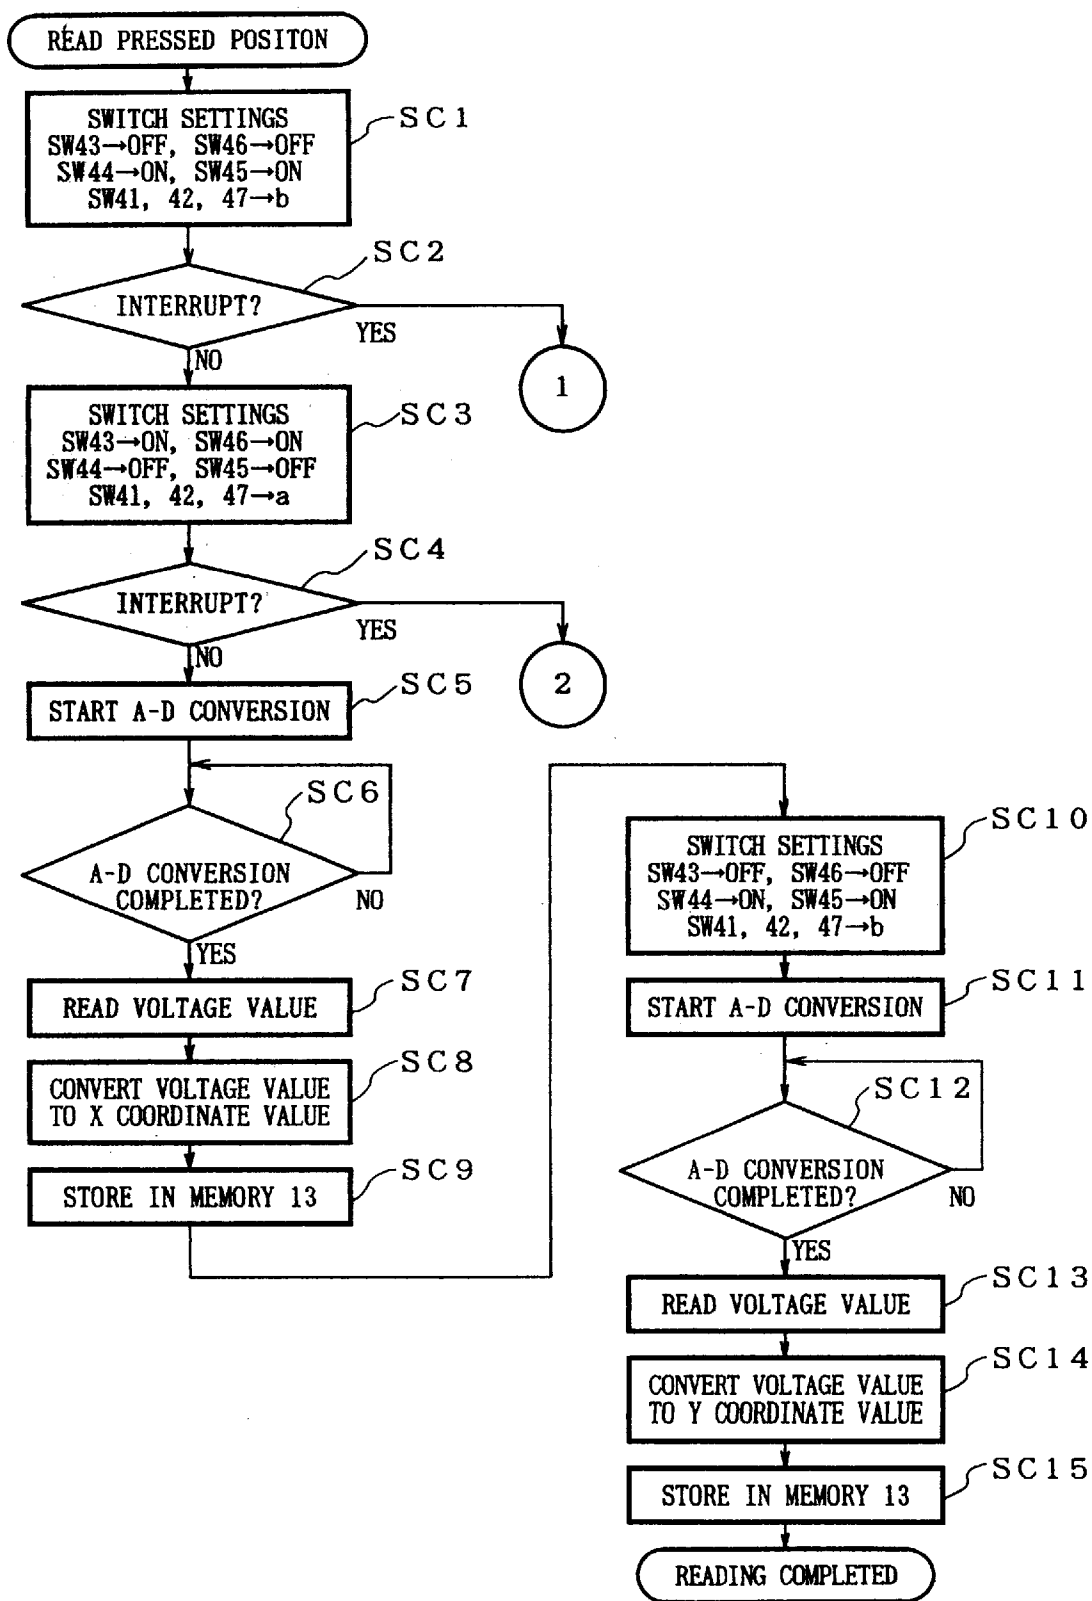 READ PRESSED POSITON
SWITCH SETTINGS
SW43→OFF, SW46→OFF
SW44→ON, SW45→ON
SW41, 42, 47→b
SC1
INTERRUPT?
SC2
YES
NO
1
SWITCH SETTINGS
SW43→ON, SW46→ON
SW44→OFF, SW45→OFF
SW41, 42, 47→a
SC3
INTERRUPT?
SC4
YES
NO
2
START A-D CONVERSION
SC5
SC6
A-D CONVERSION
COMPLETED?
NO
YES
READ VOLTAGE VALUE
SC7
CONVERT VOLTAGE VALUE
TO X COORDINATE VALUE
SC8
STORE IN MEMORY 13
SC9
SWITCH SETTINGS
SW43→OFF, SW46→OFF
SW44→ON, SW45→ON
SW41, 42, 47→b
SC10
START A-D CONVERSION
SC11
SC12
A-D CONVERSION
COMPLETED?
NO
YES
READ VOLTAGE VALUE
SC13
CONVERT VOLTAGE VALUE
TO Y COORDINATE VALUE
SC14
STORE IN MEMORY 13
SC15
READING COMPLETED